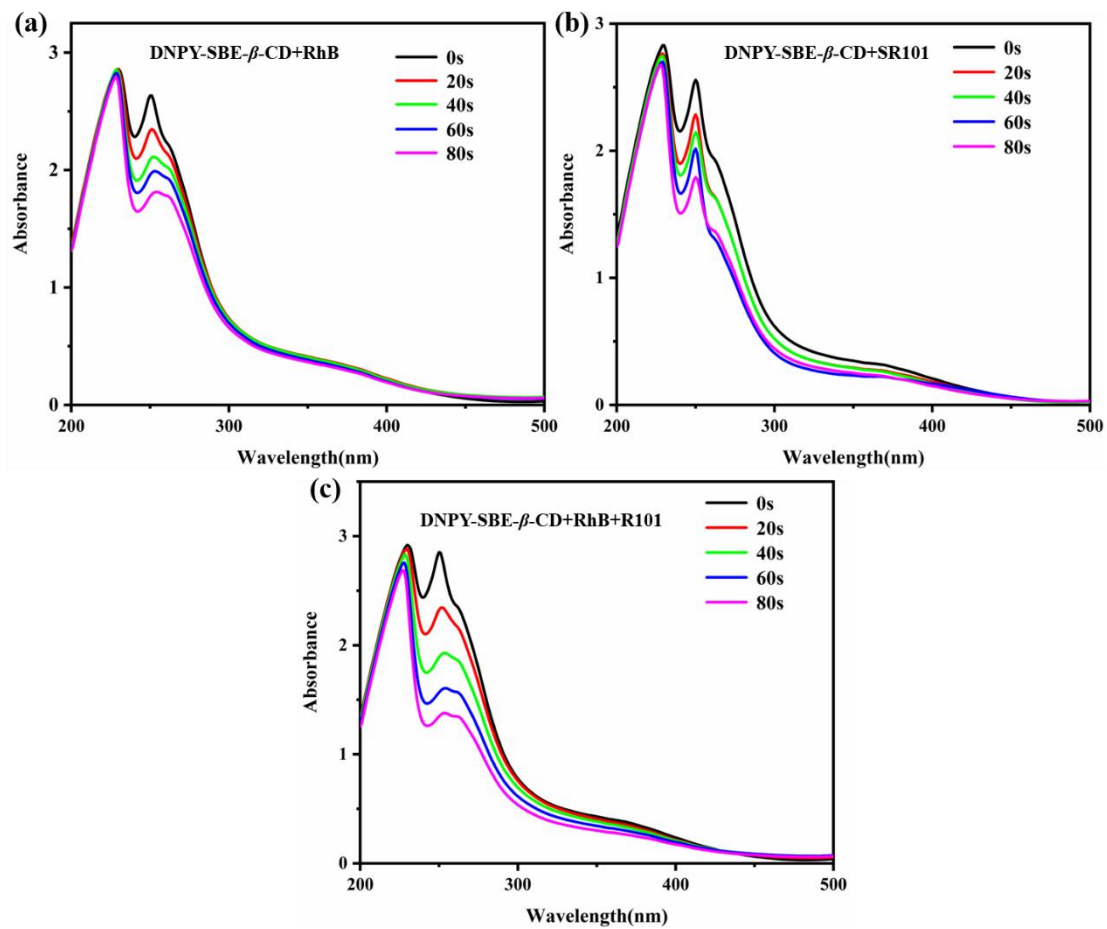 (a)
DNPY-SBE-β-CD+RhB
0s
20s
40s
60s
80s
3
2
1
0
Absorbance
200
300
400
500
Wavelength(nm)
(b)
DNPY-SBE-β-CD+SR101
0s
20s
40s
60s
80s
3
2
1
0
Absorbance
200
300
400
500
Wavelength(nm)
(c)
DNPY-SBE-β-CD+RhB+R101
0s
20s
40s
60s
80s
3
2
1
0
Absorbance
200
300
400
500
Wavelength(nm)